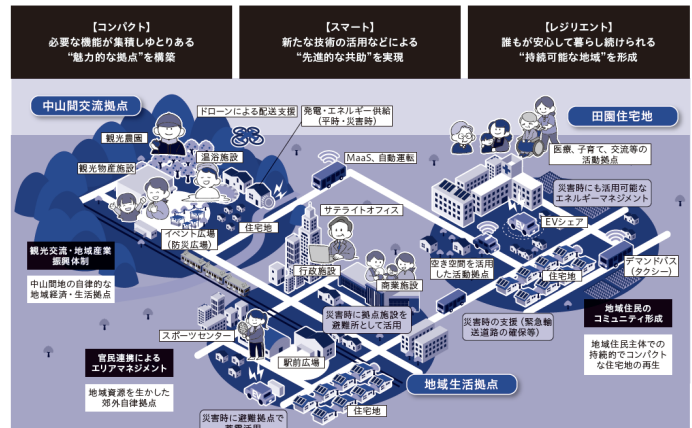 【コンパクト】
必要な機能が集積しゆとりある
“魅力的な拠点”を構築
【スマート】
新たな技術の活用などによる
“先進的な共助”を実現
【レジリエント】
誰もが安心して暮らし続けられる
“持続可能な地域”を形成
中山間交流拠点
ドローンによる配送支援
発電・エネルギー供給
（平時・災害時）
田園住宅地
観光農園
温浴施設
観光物産施設
MaaS、自動運転
医療、子育て、交流等の
活動拠点
災害時にも活用可能な
エネルギーマネジメント
サテライトオフィス
EVシェア
イベント広場
（防災広場）
住宅地
観光交流・地域産業
振興体制
行政施設
空き空間を活用
した活動拠点
デマンドバス
（タクシー）
住宅地
中山間地の自律的な
地域経済・生活拠点
商業施設
災害時に拠点施設を
避難所として活用
災害時の支援（緊急輸
送道路の確保等）
地域住民の
コミュニティ形成
スポーツセンター
駅前広場
官民連携による
エリアマネジメント
地域住民主体での
持続的でコンパクト
な住宅地の再生
地域生活拠点
地域資源を生かした
郊外自律拠点
住宅地
災害時に避難拠点で
蓄電活用